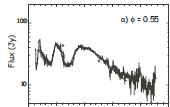 100
a) ϕ = 0.55
Flux (Jy)
10